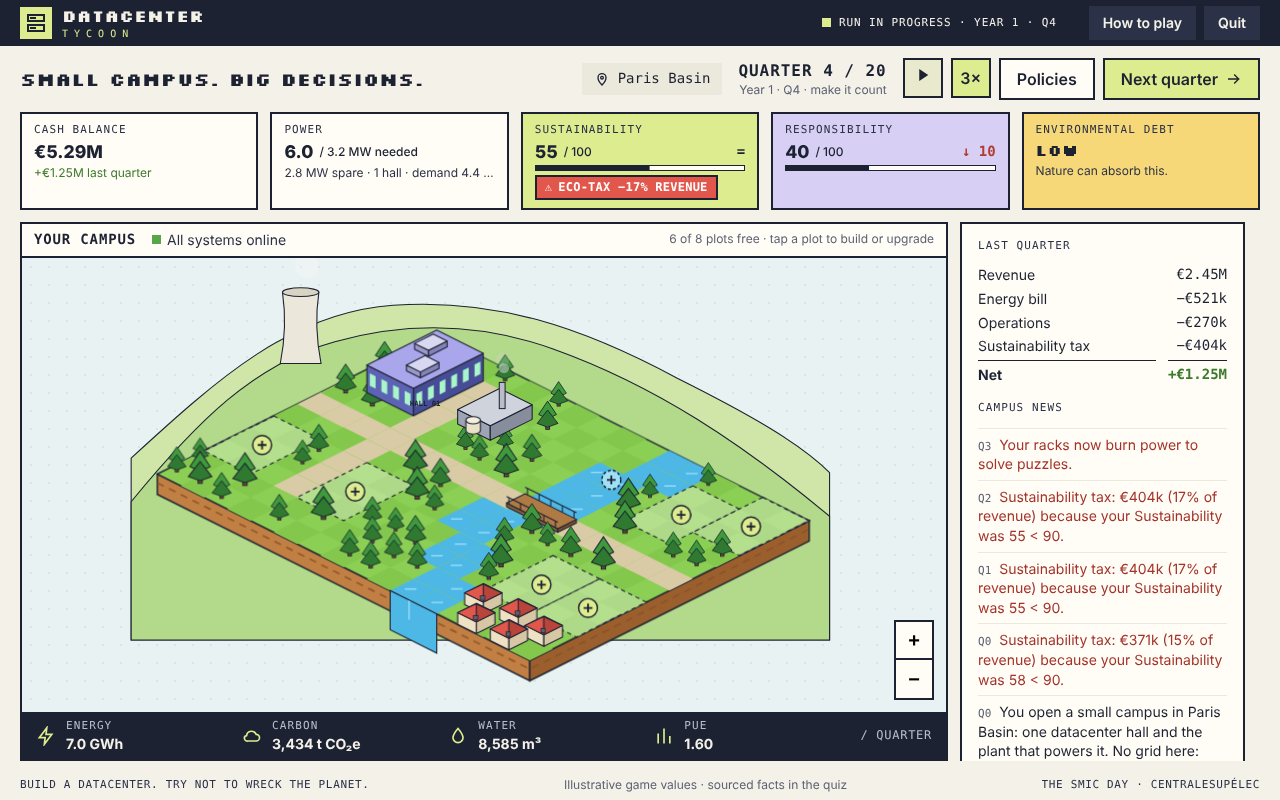 DATACENTER
TYCOON
RUN IN PROGRESS · YEAR 1 · Q4
How to play
Quit
SMALL CAMPUS. BIG DECISIONS.
Paris Basin
QUARTER 4 / 20
Year 1 · Q4 · make it count
3×
Policies
Next quarter →
CASH BALANCE
€5.29M
+€1.25M last quarter
POWER
6.0 / 3.2 MW needed
2.8 MW spare · 1 hall · demand 4.4 ...
SUSTAINABILITY
55 / 100 =
⚠ ECO-TAX −17% REVENUE
RESPONSIBILITY
40 / 100 ↓ 10
ENVIRONMENTAL DEBT
LOW
Nature can absorb this.
YOUR CAMPUS
All systems online
6 of 8 plots free · tap a plot to build or upgrade
HALL 01
+
−
ENERGY
7.0 GWh
CARBON
3,434 t CO₂e
WATER
8,585 m³
PUE
1.60
/ QUARTER
LAST QUARTER
Revenue €2.45M
Energy bill −€521k
Operations −€270k
Sustainability tax −€404k
Net +€1.25M
CAMPUS NEWS
Q3 Your racks now burn power to
solve puzzles.
Q2 Sustainability tax: €404k (17% of
revenue) because your Sustainability
was 55 < 90.
Q1 Sustainability tax: €404k (17% of
revenue) because your Sustainability
was 55 < 90.
Q0 Sustainability tax: €371k (15% of
revenue) because your Sustainability
was 58 < 90.
Q0 You open a small campus in Paris
Basin: one datacenter hall and the
plant that powers it. No grid here:
BUILD A DATACENTER. TRY NOT TO WRECK THE PLANET.
Illustrative game values · sourced facts in the quiz
THE SMIC DAY · CENTRALESUPÉLEC